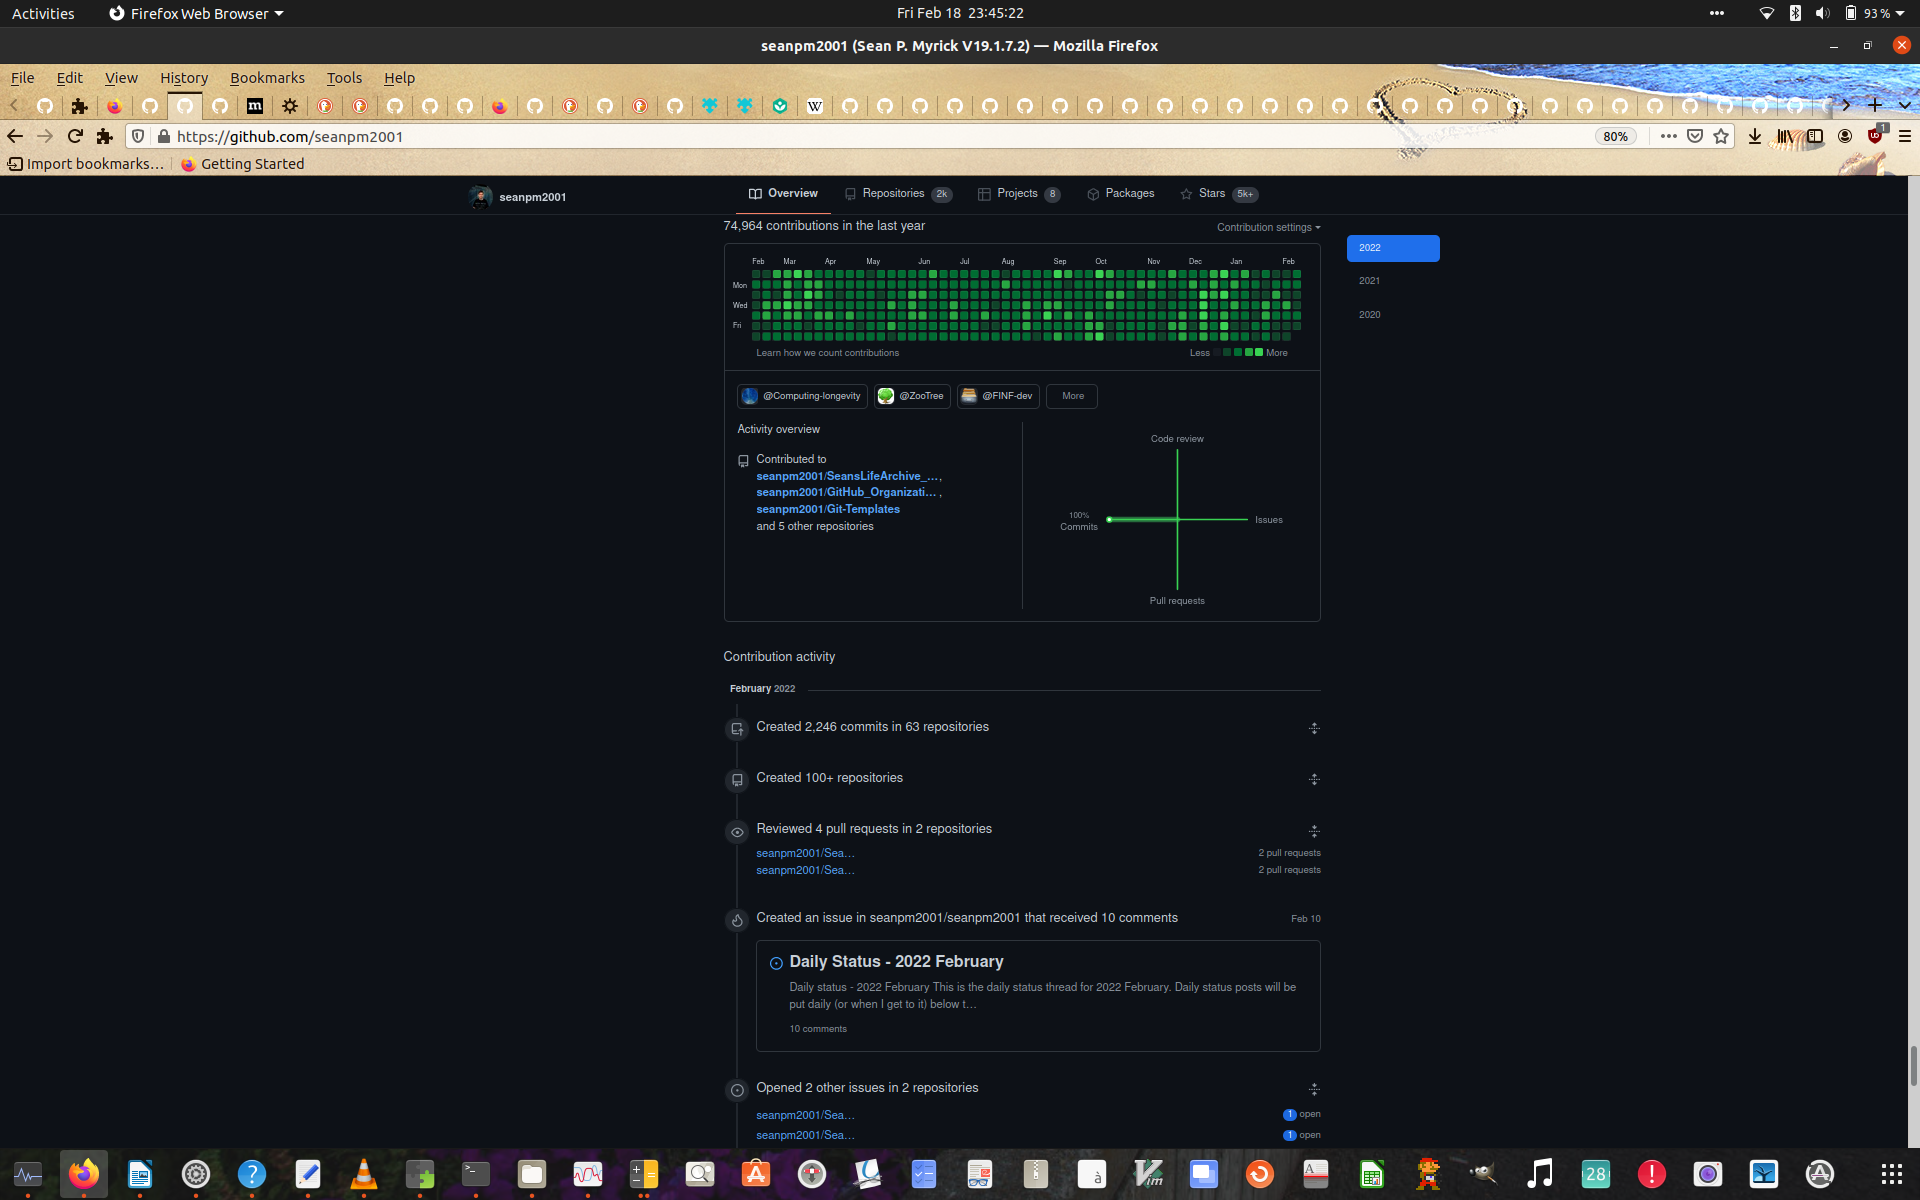 Activities
Firefox Web Browser
Fri Feb 18 23:45:22
93 %
seanpm2001 (Sean P. Myrick V19.1.7.2) — Mozilla Firefox
File Edit View History Bookmarks Tools Help
https://github.com/seanpm2001
80%
1
Import bookmarks…
Getting Started
seanpm2001
Overview
Repositories 2k
Projects 8
Packages
Stars 5k+
74,964 contributions in the last year
Contribution settings
2022
2021
2020
Feb Mar Apr May Jun Jul Aug Sep Oct Nov Dec Jan Feb
Mon
Wed
Fri
Learn how we count contributions
Less More
@Computing-longevity
@ZooTree
@FINF-dev
More
Activity overview
Contributed to
seanpm2001/SeansLifeArchive_…,
seanpm2001/GitHub_Organizati… ,
seanpm2001/Git-Templates
and 5 other repositories
Code review
100%
Commits
Issues
Pull requests
Contribution activity
February 2022
Created 2,246 commits in 63 repositories
Created 100+ repositories
Reviewed 4 pull requests in 2 repositories
seanpm2001/Sea… 2 pull requests
seanpm2001/Sea… 2 pull requests
Created an issue in seanpm2001/seanpm2001 that received 10 comments Feb 10
Daily Status - 2022 February
Daily status - 2022 February This is the daily status thread for 2022 February. Daily status posts will be
put daily (or when I get to it) below t…
10 comments
Opened 2 other issues in 2 repositories
seanpm2001/Sea… 1 open
seanpm2001/Sea… 1 open
28